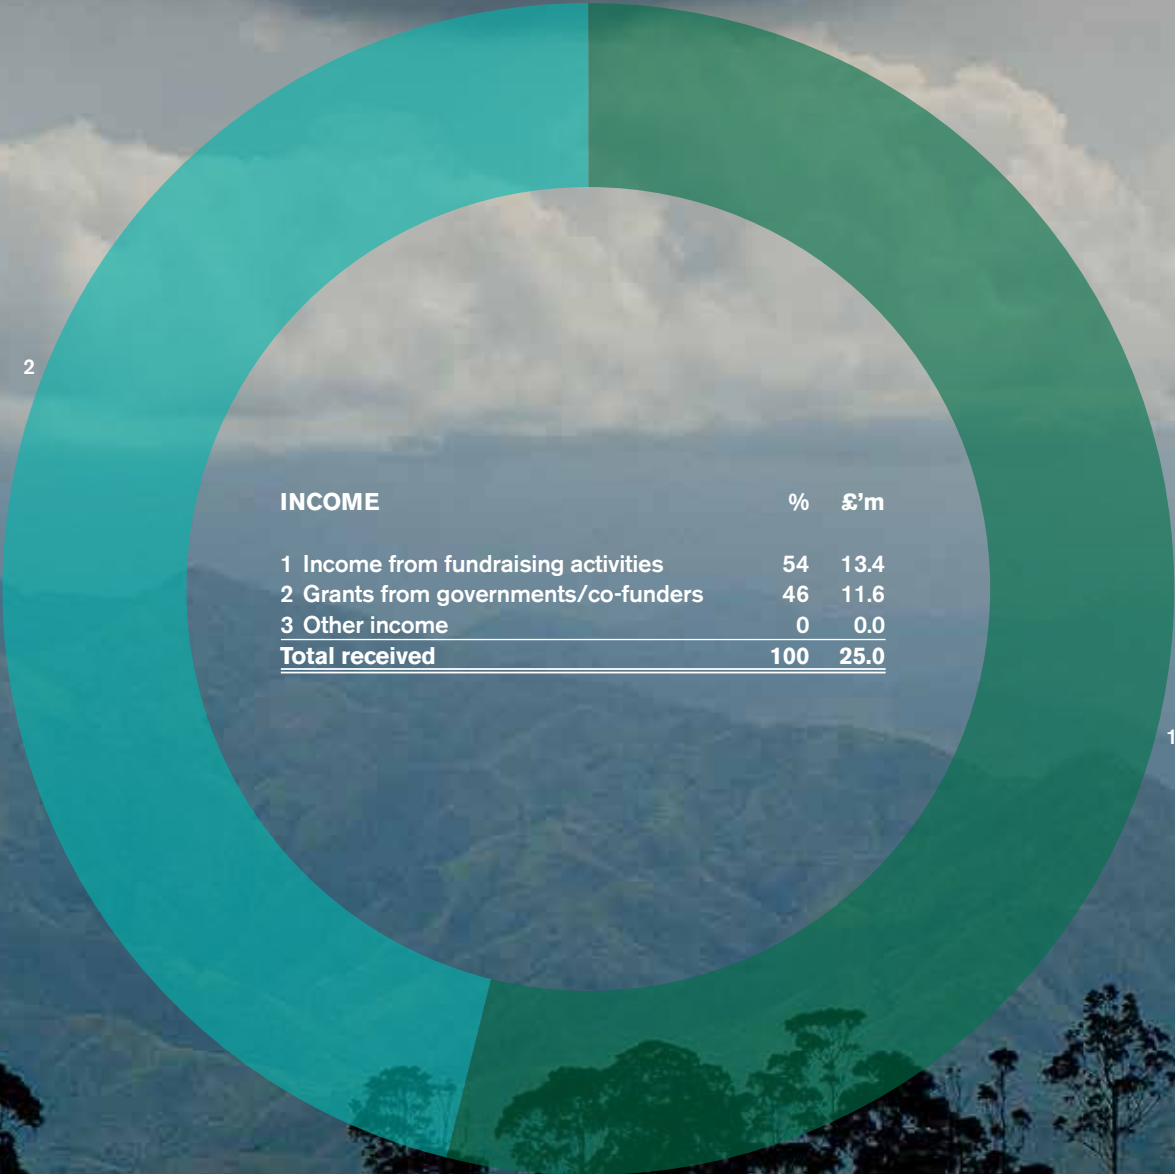 2
INCOME % £'m
1 Income from fundraising activities 54 13.4
2 Grants from governments/co-funders 46 11.6
3 Other income 0 0.0
Total received 100 25.0
1